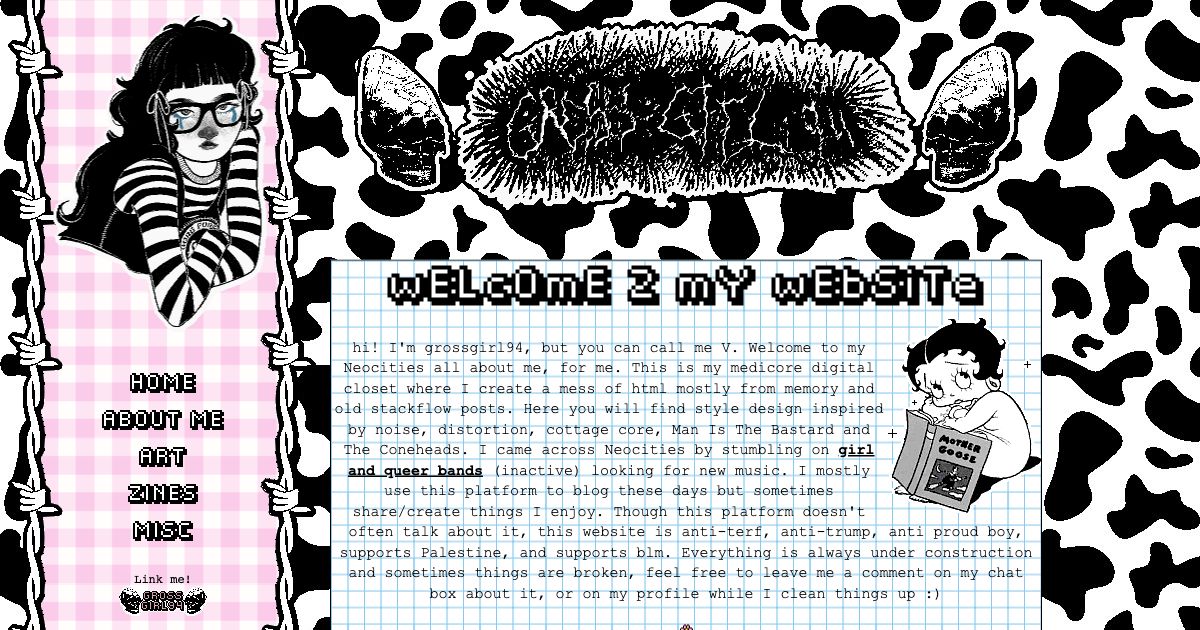 HOME
ABOUT ME
ART
ZINES
MISC
Link me!
GROSS
GIRL94
wELcOmE 2 mY wEbSiTe
hi! I'm grossgirl94, but you can call me V. Welcome to my
Neocities all about me, for me. This is my medicore digital
closet where I create a mess of html mostly from memory and
old stackflow posts. Here you will find style design inspired
by noise, distortion, cottage core, Man Is The Bastard and
The Coneheads. I came across Neocities by stumbling on girl
and queer bands (inactive) looking for new music. I mostly
use this platform to blog these days but sometimes
share/create things I enjoy. Though this platform doesn't
often talk about it, this website is anti-terf, anti-trump, anti proud boy,
supports Palestine, and supports blm. Everything is always under construction
and sometimes things are broken, feel free to leave me a comment on my chat
box about it, or on my profile while I clean things up :)
MOTHER
GOOSE